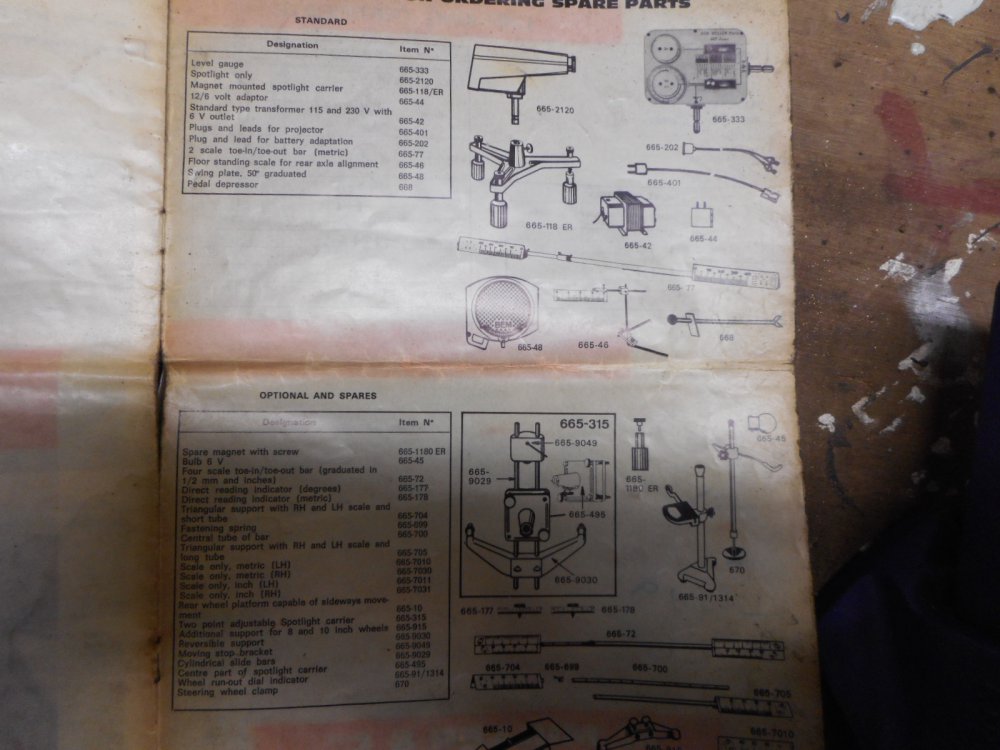 ORDERING SPARE PARTS
STANDARD
Designation Item N°
Level gauge 665-333
Spotlight only 665-2120
Magnet mounted spotlight carrier 665-118/ER
12/6 volt adaptor 665-44
Standard type transformer 115 and 230 V with
6 V outlet 665-42
Plugs and leads for projector 665-401
Plug and lead for battery adaptation 665-202
2 scale toe-in/toe-out bar (metric) 665-77
Floor standing scale for rear axle alignment 665-46
Swing plate, 50° graduated 665-48
Pedal depressor 668
665-2120
665-333
665-202
665-401
665-118 ER
665-42
665-44
665-77
BEM
665-48
665-46
668
OPTIONAL AND SPARES
Designation Item N°
Spare magnet with screw 665-1180 ER
Bulb 6 V 665-45
Four scale toe-in/toe-out bar (graduated in
1/2 mm and inches) 665-72
Direct reading indicator (degrees) 665-177
Direct reading indicator (metric) 665-178
Triangular support with RH and LH scale and
short tube 665-704
Fastening spring 665-699
Central tube of bar 665-700
Triangular support with RH and LH scale and
long tube 665-705
Scale only, metric (LH) 665-7010
Scale only, metric (RH) 665-7030
Scale only, inch (LH) 665-7011
Scale only, inch (RH) 665-7031
Rear wheel platform capable of sideways move-
ment 665-10
Two point adjustable Spotlight carrier 665-315
Additional support for 8 and 10 inch wheels 665-915
Reversible support 665-9030
Moving stop bracket 665-9049
Cylindrical slide bars 665-9029
Centre part of spotlight carrier 665-495
Wheel run-out dial indicator 665-91/1314
Steering wheel clamp 670
665-315
665-9049
665-
9029
665-495
665-9030
665-
1180 ER
665-45
670
665-91/1314
665-177
665-178
665-72
665-704
665-699
665-700
665-705
665-10
665-7010